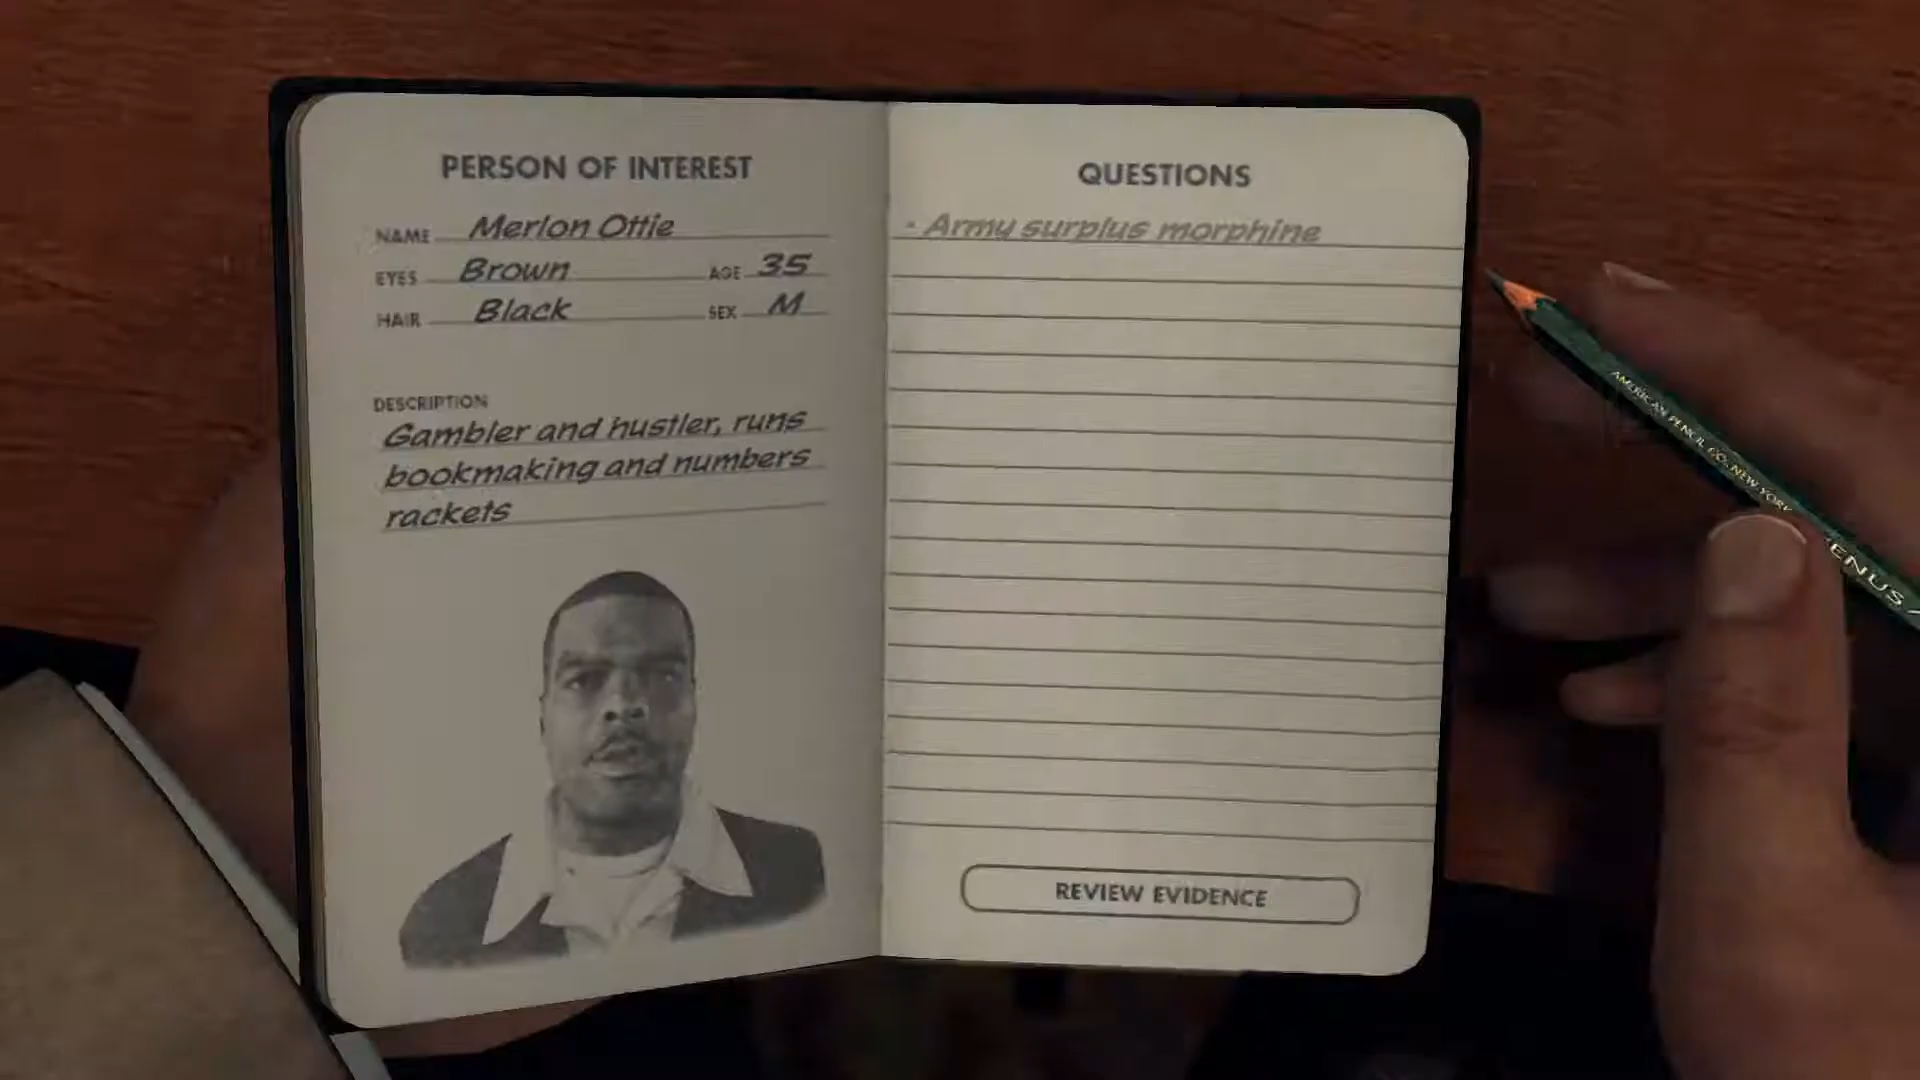 PERSON OF INTEREST
NAME Merlon Ottie
EYES Brown AGE 35
HAIR Black SEX M
DESCRIPTION
Gambler and hustler, runs
bookmaking and numbers
rackets
QUESTIONS
- Army surplus morphine
REVIEW EVIDENCE
AMERICAN PENCIL CO. NEW YORK
ENUS